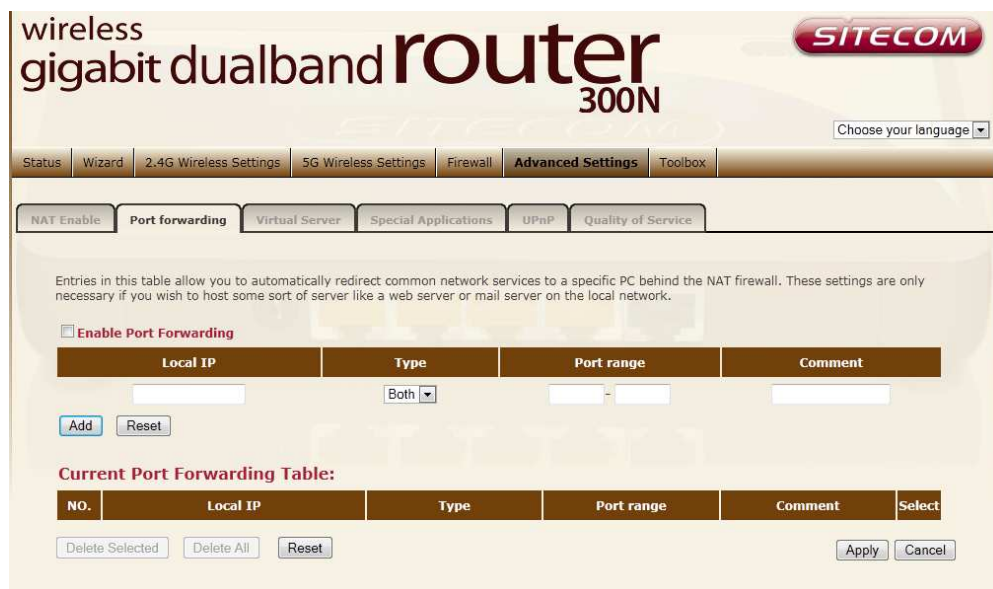 wireless
gigabit dualband router
300N
SITECOM
Choose your language
Status Wizard 2.4G Wireless Settings 5G Wireless Settings Firewall Advanced Settings Toolbox
NAT Enable Port forwarding Virtual Server Special Applications UPnP Quality of Service
Entries in this table allow you to automatically redirect common network services to a specific PC behind the NAT firewall. These settings are only
necessary if you wish to host some sort of server like a web server or mail server on the local network.
Enable Port Forwarding
Local IP Type Port range Comment
Both -
Add Reset
Current Port Forwarding Table:
NO. Local IP Type Port range Comment Select
Delete Selected Delete All Reset Apply Cancel